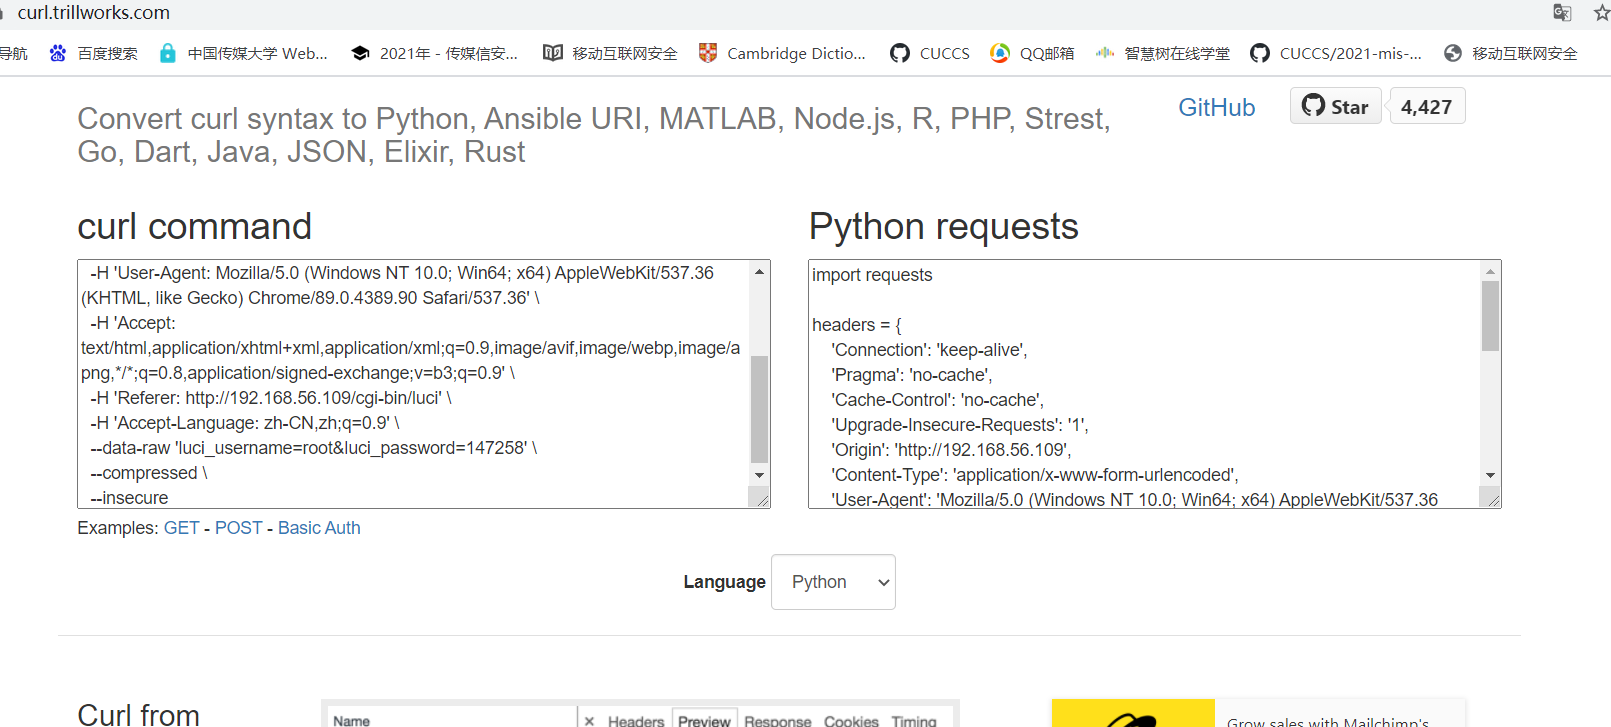 curl.trillworks.com
导航 百度搜索 中国传媒大学 Web... 2021年 - 传媒信安... 移动互联网安全 Cambridge Dictio... CUCCS QQ邮箱 智慧树在线学堂 CUCCS/2021-mis-... 移动互联网安全
Convert curl syntax to Python, Ansible URI, MATLAB, Node.js, R, PHP, Strest,
Go, Dart, Java, JSON, Elixir, Rust
GitHub Star 4,427
curl command
-H 'User-Agent: Mozilla/5.0 (Windows NT 10.0; Win64; x64) AppleWebKit/537.36
(KHTML, like Gecko) Chrome/89.0.4389.90 Safari/537.36' \
-H 'Accept:
text/html,application/xhtml+xml,application/xml;q=0.9,image/avif,image/webp,image/a
png,*/*;q=0.8,application/signed-exchange;v=b3;q=0.9' \
-H 'Referer: http://192.168.56.109/cgi-bin/luci' \
-H 'Accept-Language: zh-CN,zh;q=0.9' \
--data-raw 'luci_username=root&luci_password=147258' \
--compressed \
--insecure
Examples: GET - POST - Basic Auth
Python requests
import requests
headers = {
'Connection': 'keep-alive',
'Pragma': 'no-cache',
'Cache-Control': 'no-cache',
'Upgrade-Insecure-Requests': '1',
'Origin': 'http://192.168.56.109',
'Content-Type': 'application/x-www-form-urlencoded',
'User-Agent': 'Mozilla/5.0 (Windows NT 10.0; Win64; x64) AppleWebKit/537.36
Language Python
Curl from
Name × Headers Preview Response Cookies Timing
Grow sales with Mailchimp's